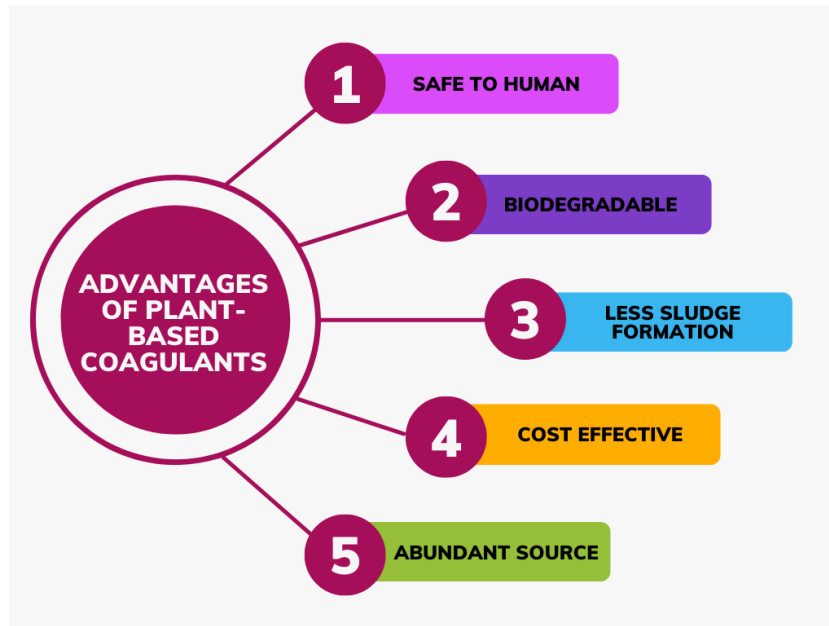 ADVANTAGES
OF PLANT-
BASED
COAGULANTS
1
SAFE TO HUMAN
2
BIODEGRADABLE
3
LESS SLUDGE
FORMATION
4
COST EFFECTIVE
5
ABUNDANT SOURCE